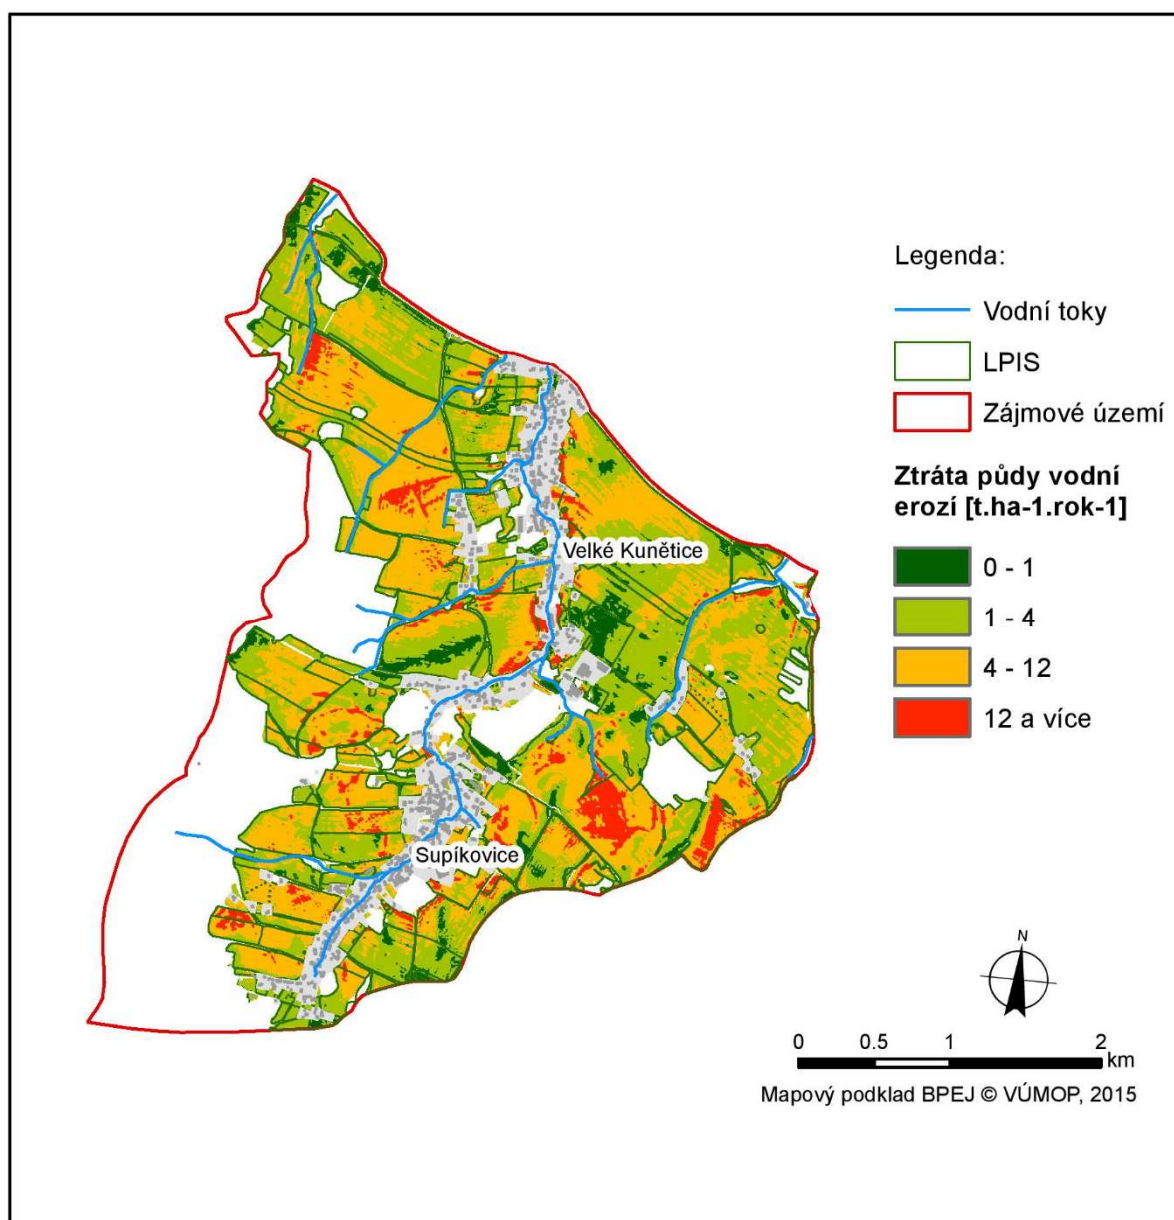 Legenda:
Vodní toky
LPIS
Zájmové území
Ztráta půdy vodní
erozí [t.ha-1.rok-1]
0 - 1
1 - 4
4 - 12
12 a více
Velké Kunětice
Supíkovice
N
0 0.5 1 2
km
Mapový podklad BPEJ © VÚMOP, 2015